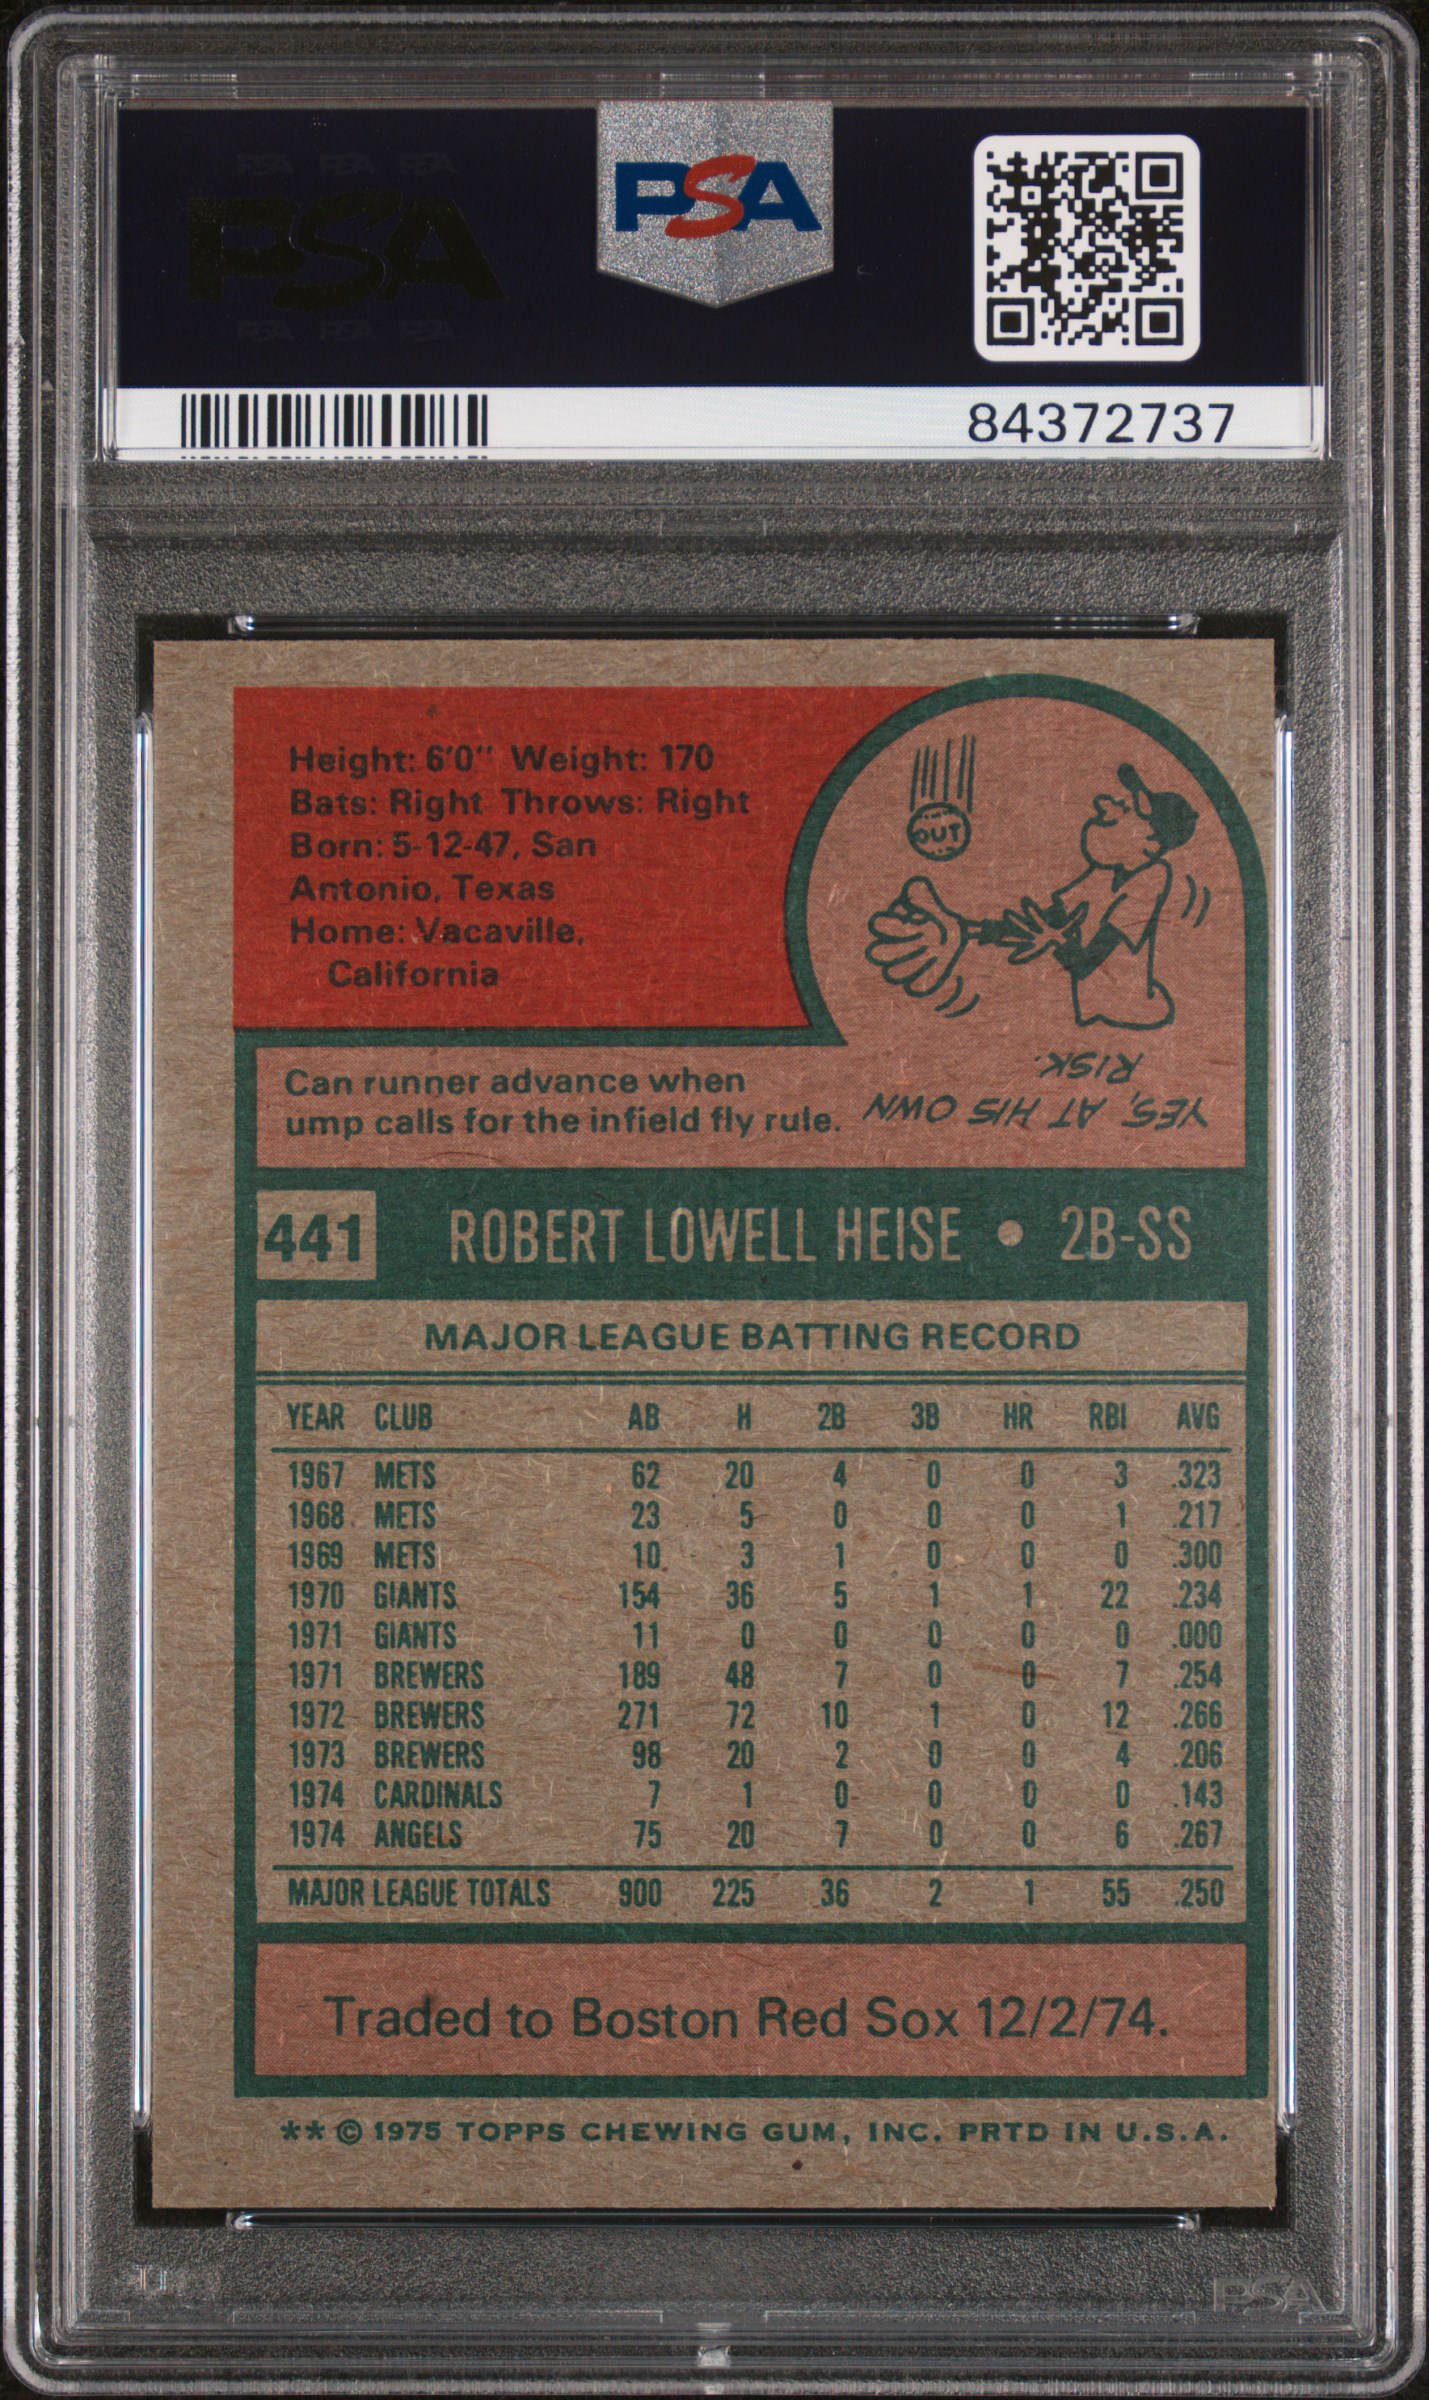 PSA PSA PSA
PSA
PSA PSA PSA
PSA
84372737
Height: 6'0" Weight: 170
Bats: Right Throws: Right
Born: 5-12-47, San
Antonio, Texas
Home: Vacaville,
California
OUT
Can runner advance when
ump calls for the infield fly rule.
YES, AT HIS OWN
RISK.
441 ROBERT LOWELL HEISE • 2B-SS
MAJOR LEAGUE BATTING RECORD
YEAR CLUB AB H 2B 3B HR RBI AVG
1967 METS 62 20 4 0 0 3 .323
1968 METS 23 5 0 0 0 1 .217
1969 METS 10 3 1 0 0 0 .300
1970 GIANTS 154 36 5 1 1 22 .234
1971 GIANTS 11 0 0 0 0 0 .000
1971 BREWERS 189 48 7 0 0 7 .254
1972 BREWERS 271 72 10 1 0 12 .266
1973 BREWERS 98 20 2 0 0 4 .206
1974 CARDINALS 7 1 0 0 0 0 .143
1974 ANGELS 75 20 7 0 0 6 .267
MAJOR LEAGUE TOTALS 900 225 36 2 1 55 .250
Traded to Boston Red Sox 12/2/74.
** © 1975 TOPPS CHEWING GUM, INC. PRTD IN U.S.A.
PSA